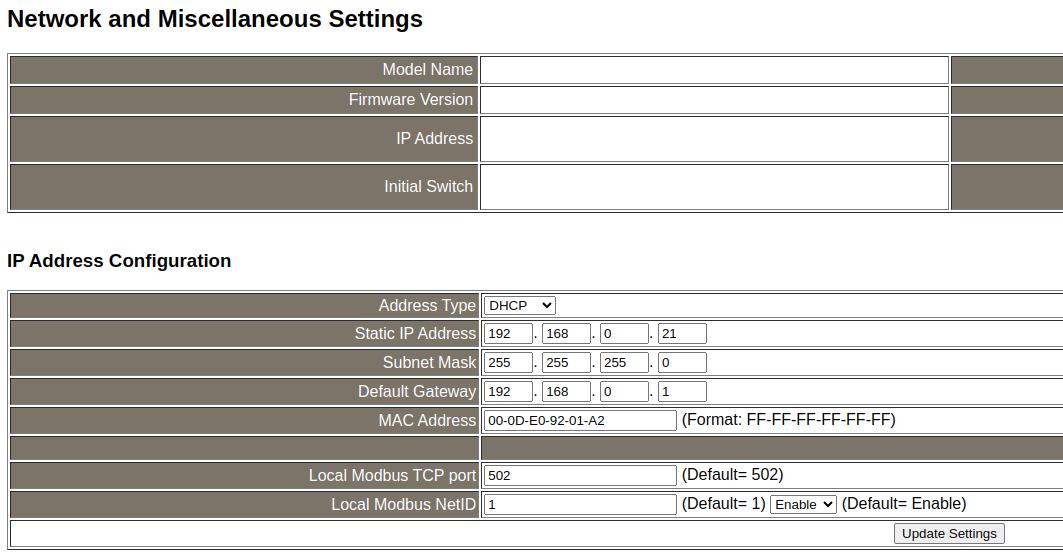 Network and Miscellaneous Settings
Model Name
Firmware Version
IP Address
Initial Switch
IP Address Configuration
Address Type DHCP
Static IP Address 192 . 168 . 0 . 21
Subnet Mask 255 . 255 . 255 . 0
Default Gateway 192 . 168 . 0 . 1
MAC Address 00-0D-E0-92-01-A2 (Format: FF-FF-FF-FF-FF-FF)
Local Modbus TCP port 502 (Default= 502)
Local Modbus NetID 1 (Default= 1) Enable (Default= Enable)
Update Settings